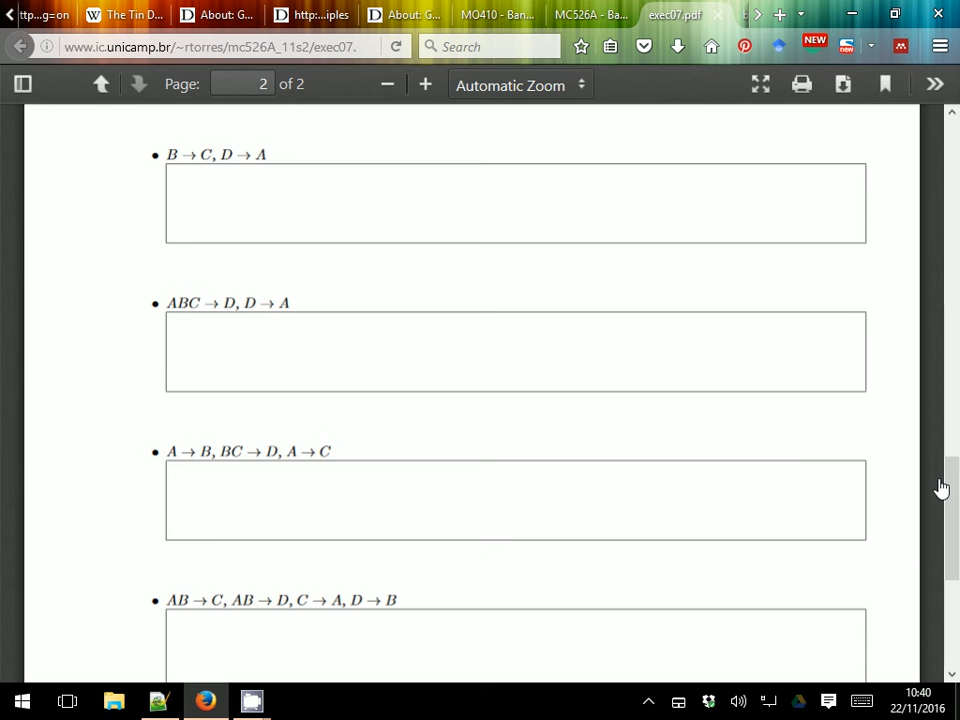 ttp...g=on
The Tin D...
About: G...
http:...iples
About: G...
MO410 - Ban...
MC526A - Ba...
exec07.pdf
www.ic.unicamp.br/~rtorres/mc526A_11s2/exec07.
Search
NEW
new
Page: 2 of 2
Automatic Zoom
• B → C, D → A
• ABC → D, D → A
• A → B, BC → D, A → C
• AB → C, AB → D, C → A, D → B
10:40
22/11/2016